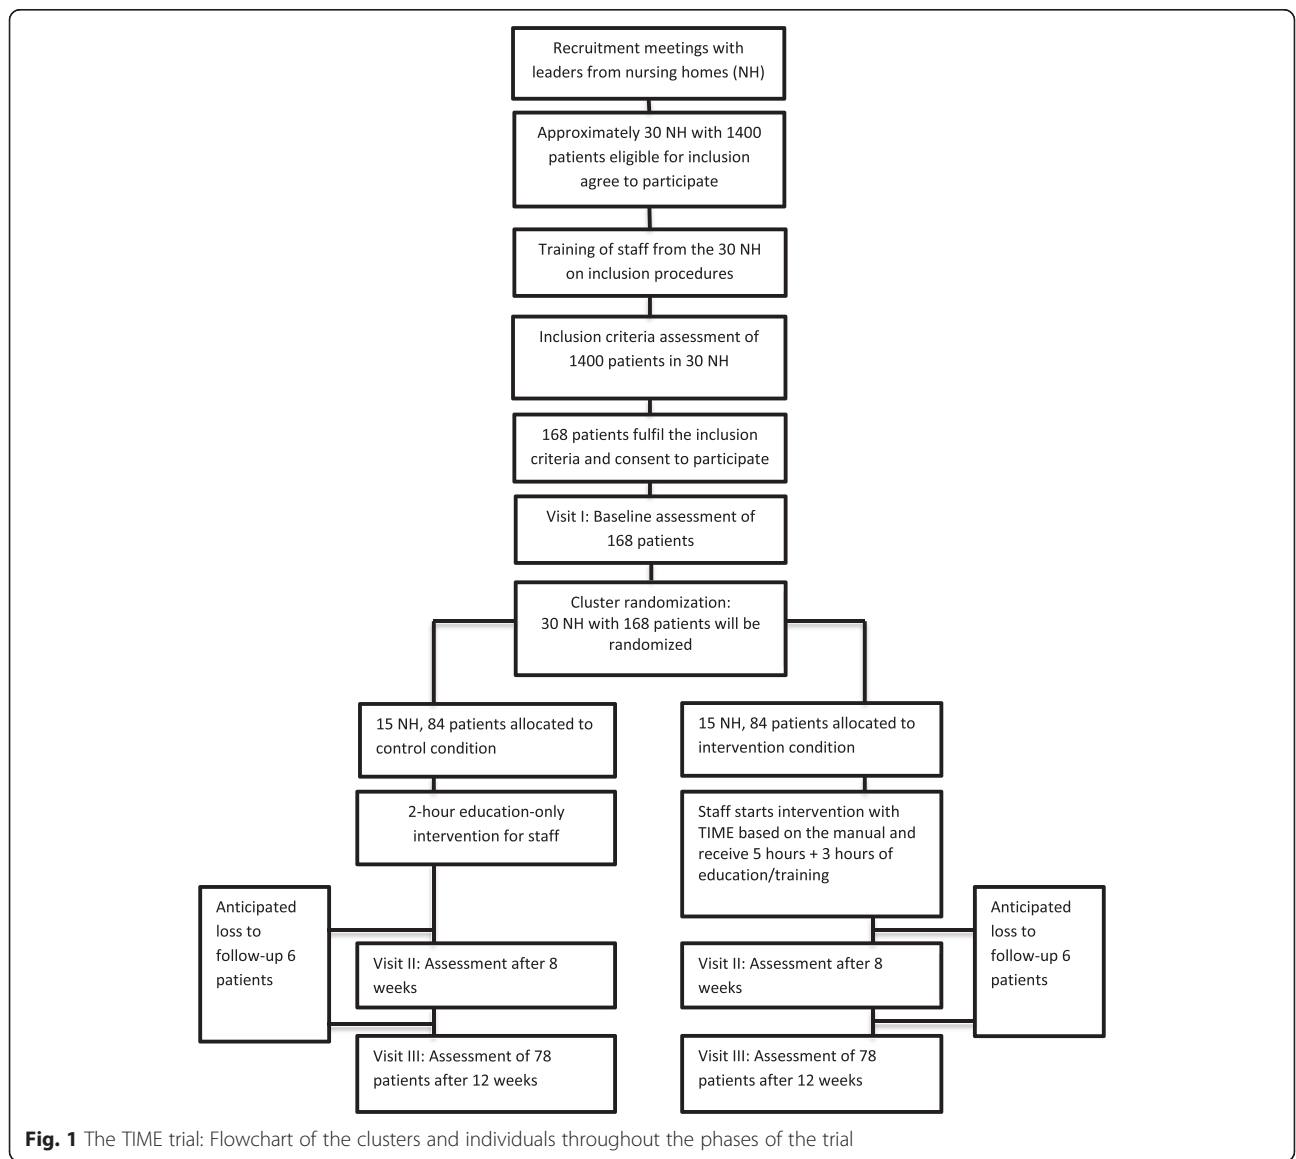 Recruitment meetings with
leaders from nursing homes (NH)
Approximately 30 NH with 1400
patients eligible for inclusion
agree to participate
Training of staff from the 30 NH
on inclusion procedures
Inclusion criteria assessment of
1400 patients in 30 NH
168 patients fulfil the inclusion
criteria and consent to participate
Visit I: Baseline assessment of
168 patients
Cluster randomization:
30 NH with 168 patients will be
randomized
15 NH, 84 patients allocated to
control condition
15 NH, 84 patients allocated to
intervention condition
2-hour education-only
intervention for staff
Staff starts intervention with
TIME based on the manual and
receive 5 hours + 3 hours of
education/training
Anticipated
loss to
follow-up 6
patients
Anticipated
loss to
follow-up 6
patients
Visit II: Assessment after 8
weeks
Visit II: Assessment after 8
weeks
Visit III: Assessment of 78
patients after 12 weeks
Visit III: Assessment of 78
patients after 12 weeks
Fig. 1 The TIME trial: Flowchart of the clusters and individuals throughout the phases of the trial